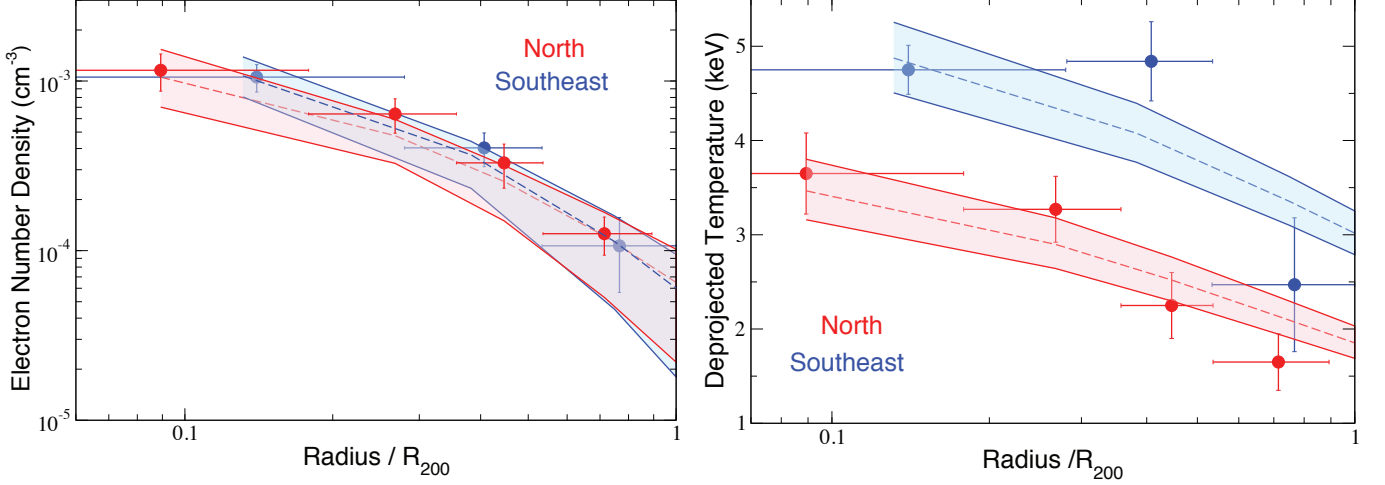 Electron Number Density (cm-3)
10-3
10-4
10-5
North
Southeast
0.1
1
Radius / R200
Deprojected Temperature (keV)
5
4
3
2
1
North
Southeast
0.1
1
Radius /R200